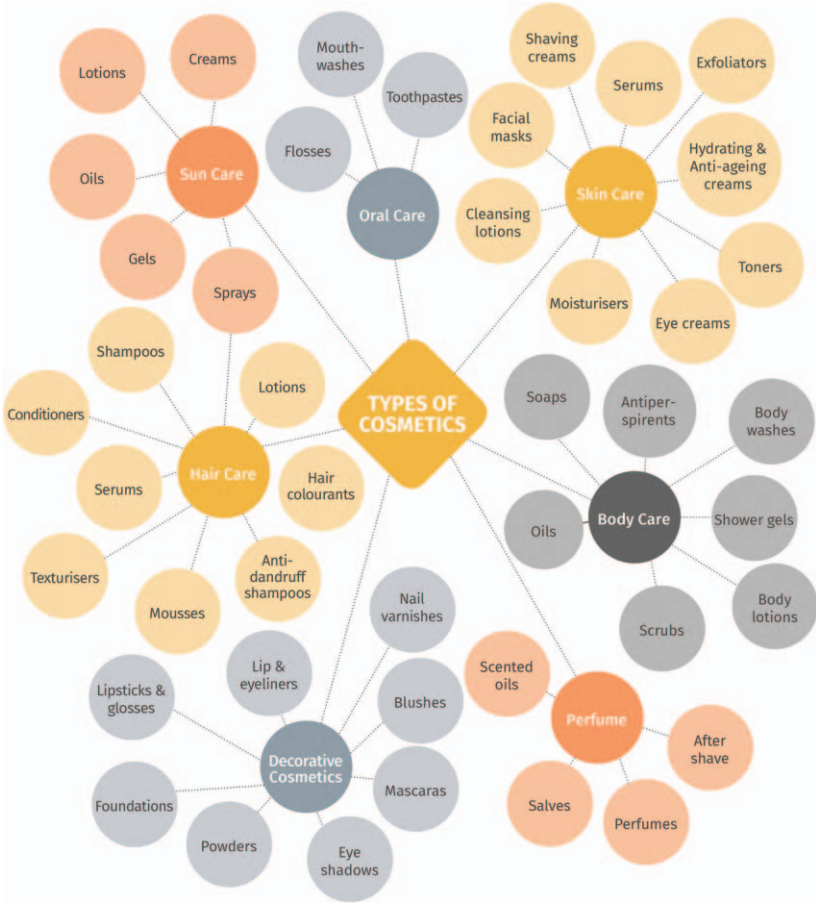 TYPES OF
COSMETICS
Sun Care
Lotions
Creams
Oils
Gels
Sprays
Oral Care
Mouth-
washes
Toothpastes
Flosses
Skin Care
Shaving
creams
Serums
Exfoliators
Facial
masks
Hydrating &
Anti-ageing
creams
Cleansing
lotions
Toners
Moisturisers
Eye creams
Hair Care
Shampoos
Lotions
Conditioners
Serums
Hair
colourants
Texturisers
Mousses
Anti-
dandruff
shampoos
Body Care
Soaps
Antiper-
spirents
Body
washes
Oils
Shower gels
Scrubs
Body
lotions
Decorative
Cosmetics
Nail
varnishes
Lip &
eyeliners
Lipsticks &
glosses
Blushes
Foundations
Mascaras
Powders
Eye
shadows
Perfume
Scented
oils
After
shave
Salves
Perfumes